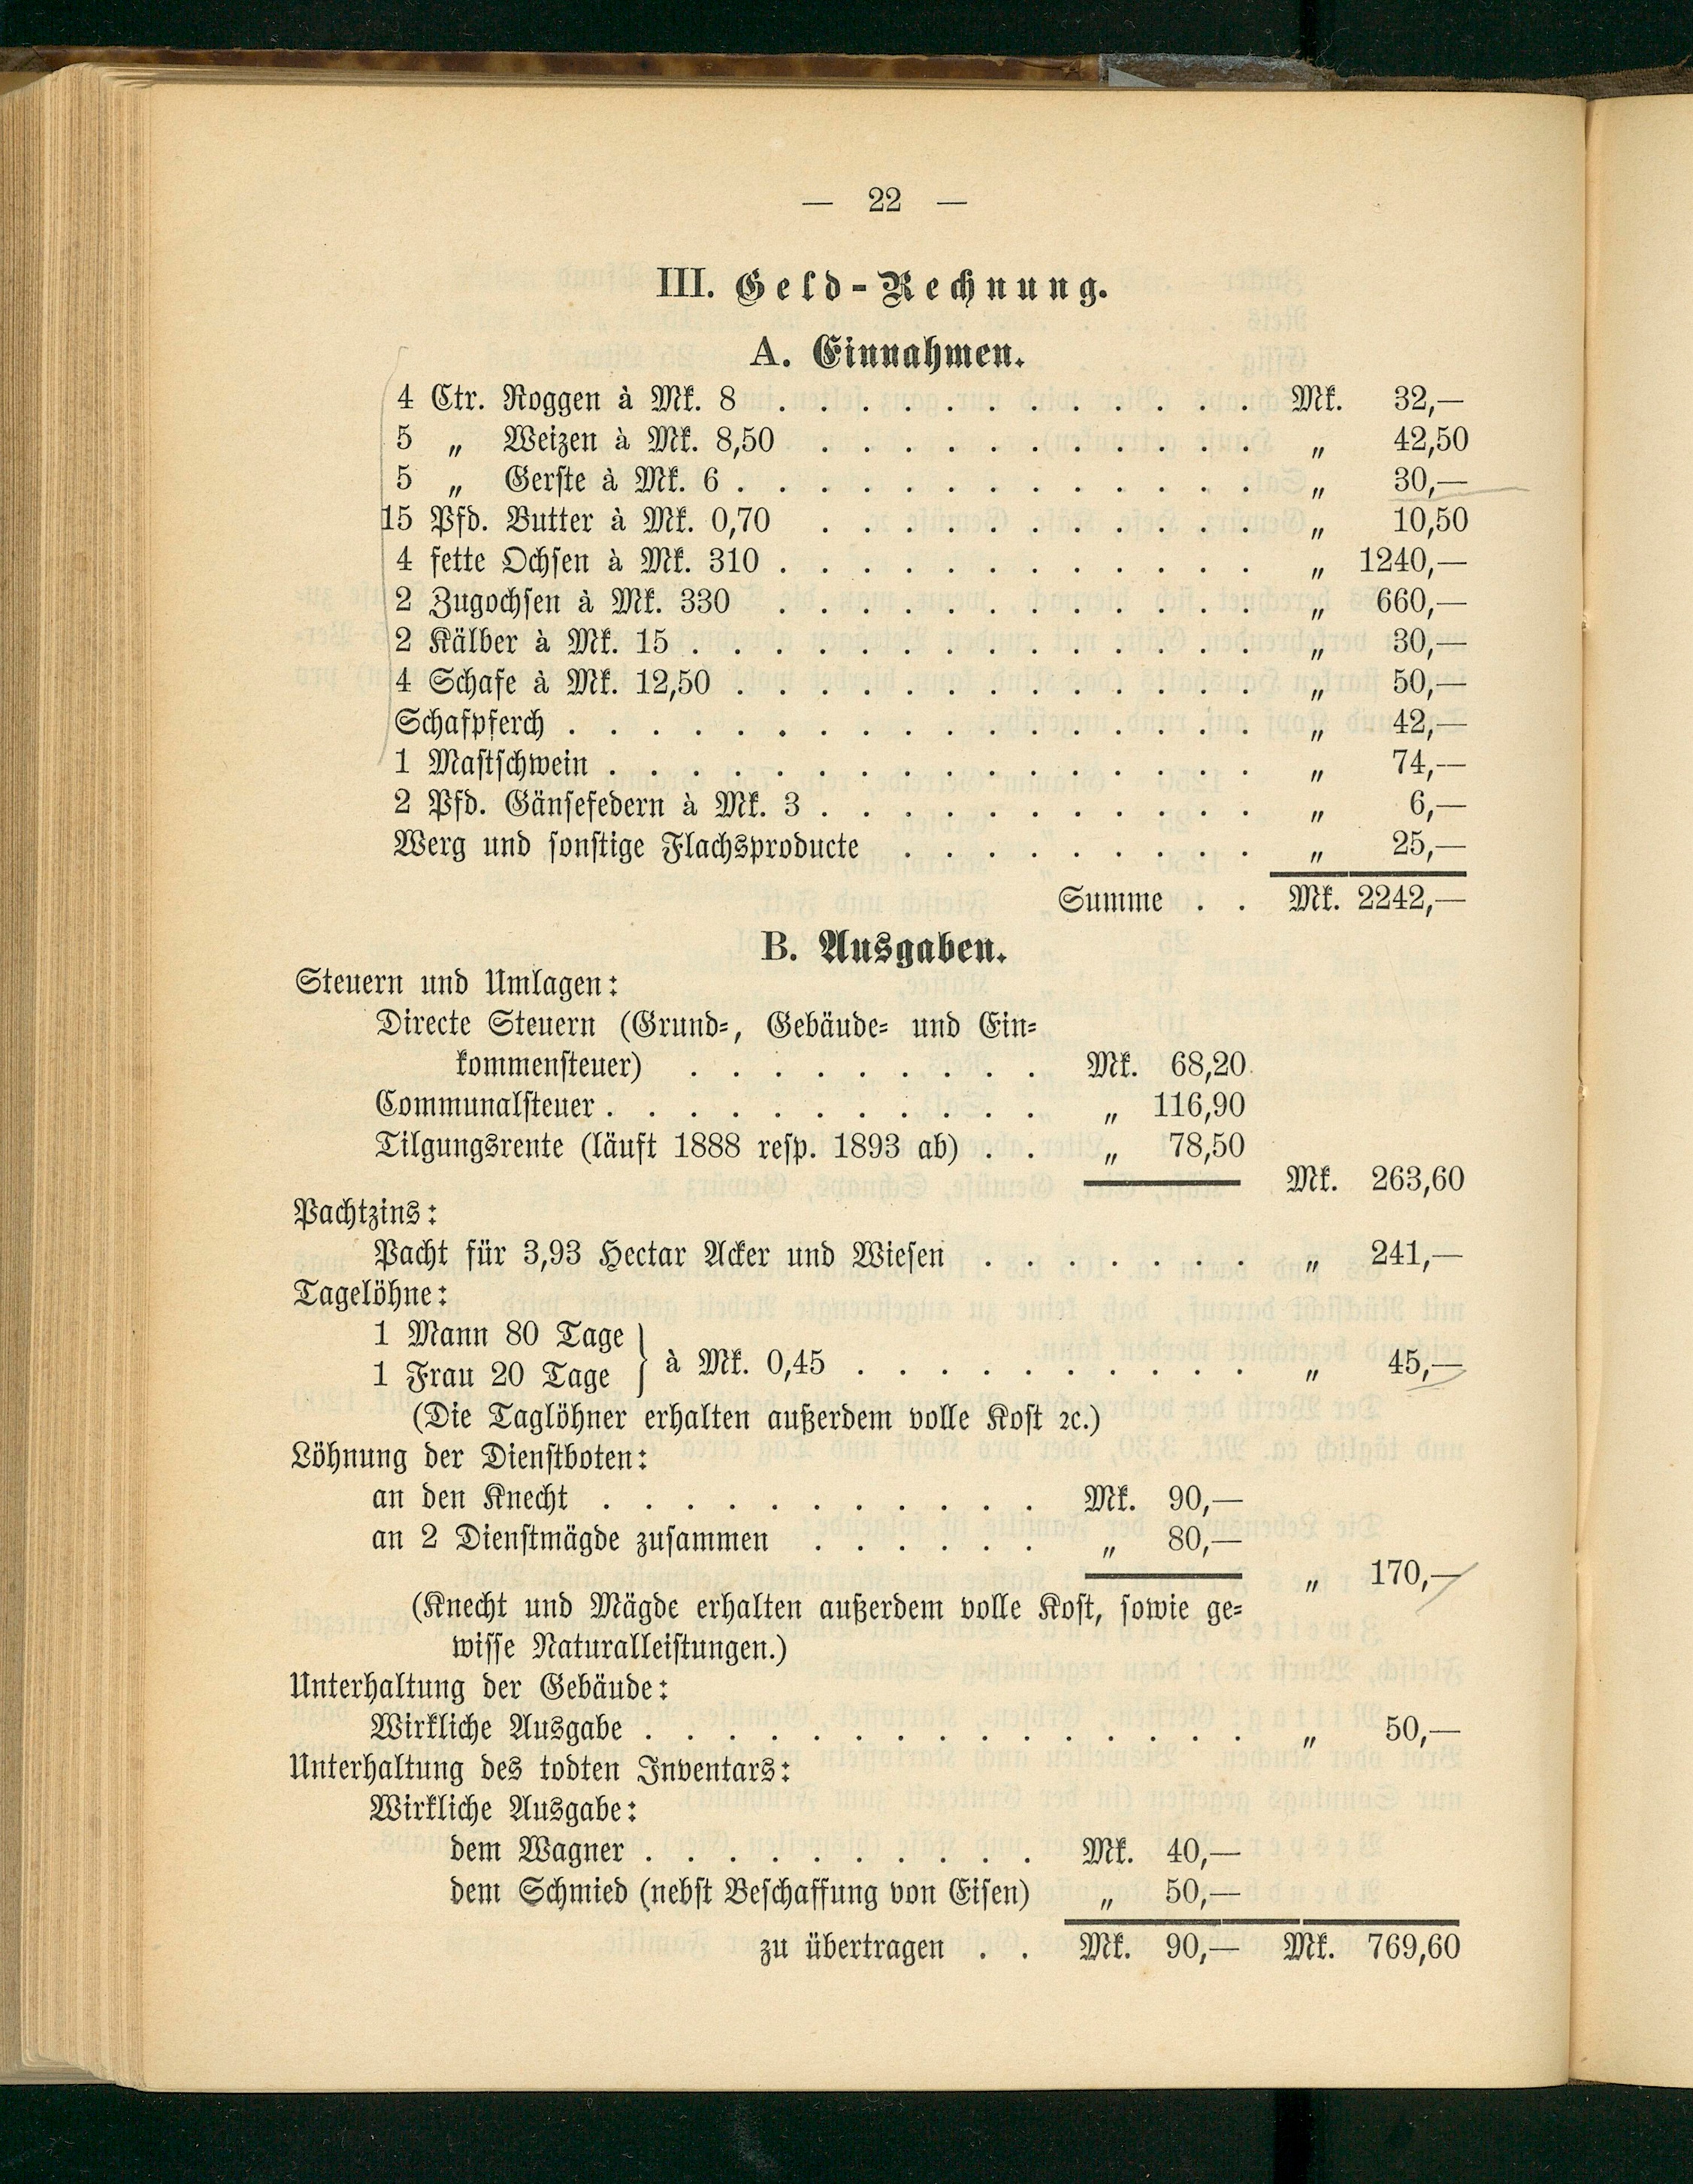 — 22 —
III. Geld-Rechnung.
A. Einnahmen.
4 Ctr. Roggen à Mk. 8 . . . . . . . . . . . . Mk. 32,—
5 „ Weizen à Mk. 8,50 . . . . . . . . . . . „ 42,50
5 „ Gerste à Mk. 6 . . . . . . . . . . . . . „ 30,—
15 Pfd. Butter à Mk. 0,70 . . . . . . . . . . . „ 10,50
4 fette Ochsen à Mk. 310 . . . . . . . . . . . . „ 1240,—
2 Zugochsen à Mk. 330 . . . . . . . . . . . . „ 660,—
2 Kälber à Mk. 15 . . . . . . . . . . . . . . „ 30,—
4 Schafe à Mk. 12,50 . . . . . . . . . . . . . „ 50,—
Schafpferch . . . . . . . . . . . . . . . . . „ 42,—
1 Mastschwein . . . . . . . . . . . . . . . . „ 74,—
2 Pfd. Gänsefedern à Mk. 3 . . . . . . . . . . . „ 6,—
Werg und sonstige Flachsproducte . . . . . . . . . „ 25,—
Summe . . Mk. 2242,—
B. Ausgaben.
Steuern und Umlagen:
Directe Steuern (Grund-, Gebäude- und Ein-
kommensteuer) . . . . . . . . . Mk. 68,20
Communalsteuer . . . . . . . . . . . „ 116,90
Tilgungsrente (läuft 1888 resp. 1893 ab) . . „ 78,50
Mk. 263,60
Pachtzins:
Pacht für 3,93 Hectar Acker und Wiesen . . . . . . . „ 241,—
Tagelöhne:
1 Mann 80 Tage
1 Frau 20 Tage } à Mk. 0,45 . . . . . . . . . . „ 45,—
(Die Taglöhner erhalten außerdem volle Kost ꝛc.)
Löhnung der Dienstboten:
an den Knecht . . . . . . . . . . . Mk. 90,—
an 2 Dienstmägde zusammen . . . . . . „ 80,—
„ 170,—
(Knecht und Mägde erhalten außerdem volle Kost, sowie ge-
wisse Naturalleistungen.)
Unterhaltung der Gebäude:
Wirkliche Ausgabe . . . . . . . . . . . . . . . „ 50,—
Unterhaltung des todten Inventars:
Wirkliche Ausgabe:
dem Wagner . . . . . . . . . . Mk. 40,—
dem Schmied (nebst Beschaffung von Eisen) „ 50,—
zu übertragen . . Mk. 90,— Mk. 769,60